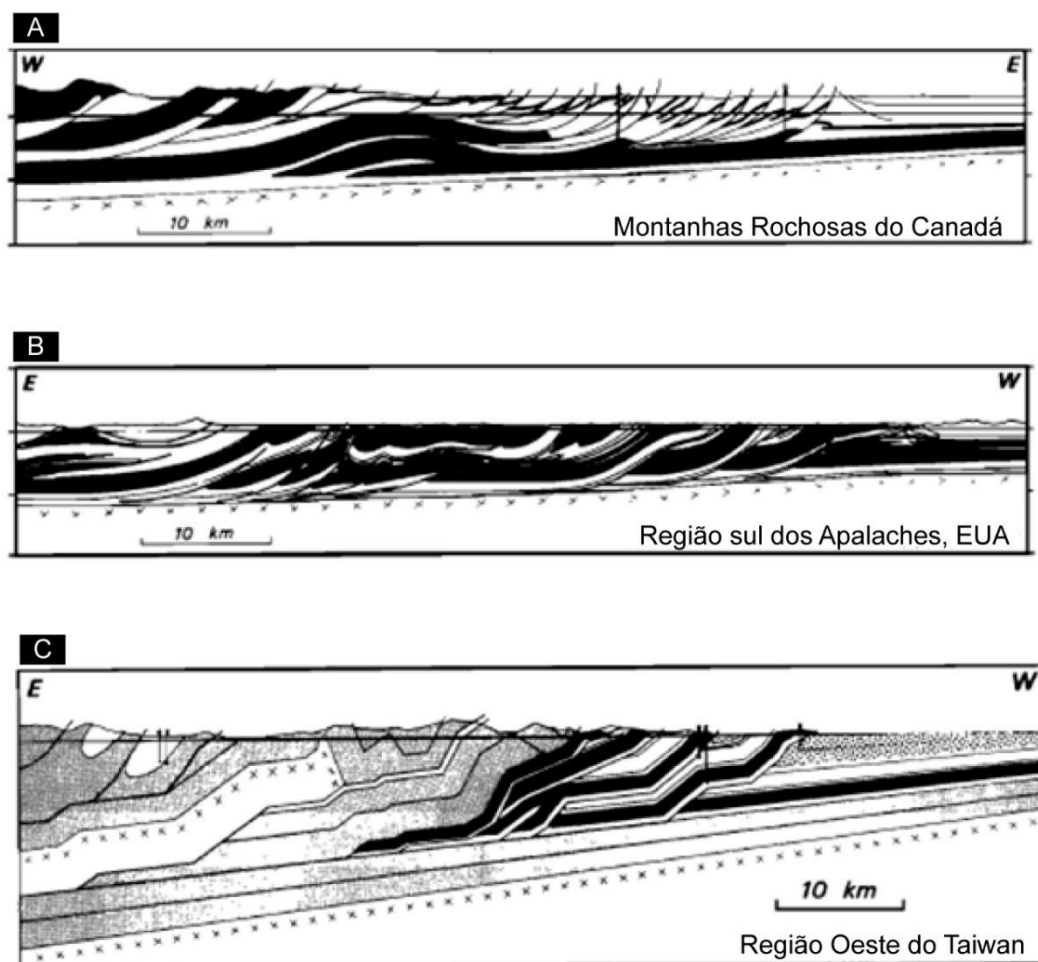 A
W
E
10 km
Montanhas Rochosas do Canadá
B
E
W
10 km
Região sul dos Apalaches, EUA
C
E
W
10 km
Região Oeste do Taiwan